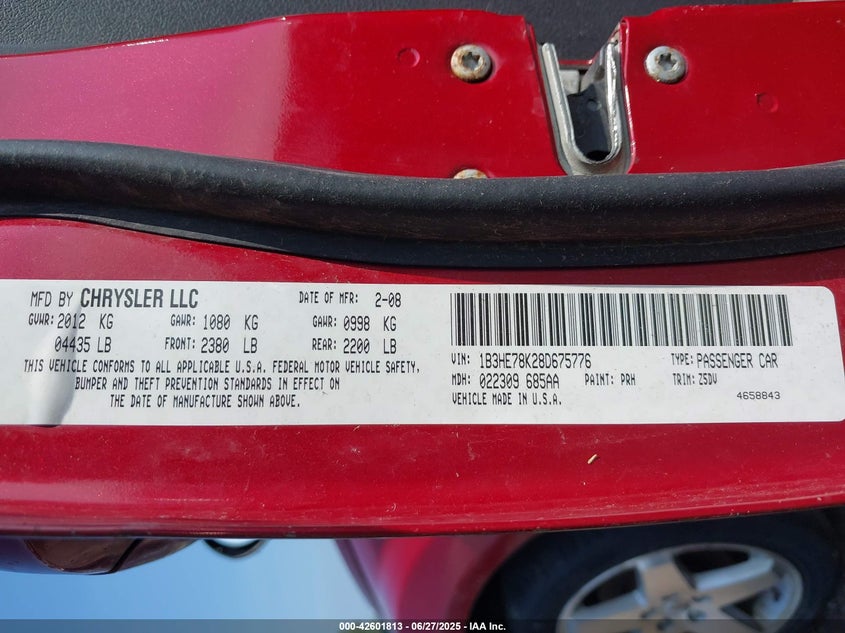 MFD BY CHRYSLER LLC DATE OF MFR: 2-08
GVWR: 2012 KG GAWR: 1080 KG GAWR: 0998 KG
04435 LB FRONT: 2380 LB REAR: 2200 LB
THIS VEHICLE CONFORMS TO ALL APPLICABLE U.S.A. FEDERAL MOTOR VEHICLE SAFETY,
BUMPER AND THEFT PREVENTION STANDARDS IN EFFECT ON
THE DATE OF MANUFACTURE SHOWN ABOVE.
VIN: 1B3HE78K28D675776 TYPE: PASSENGER CAR
MDH: 022309 685AA PAINT: PRH TRIM: Z5DV
VEHICLE MADE IN U.S.A. 4658843
000-42601813 — 06/27/2025 — IAA Inc.